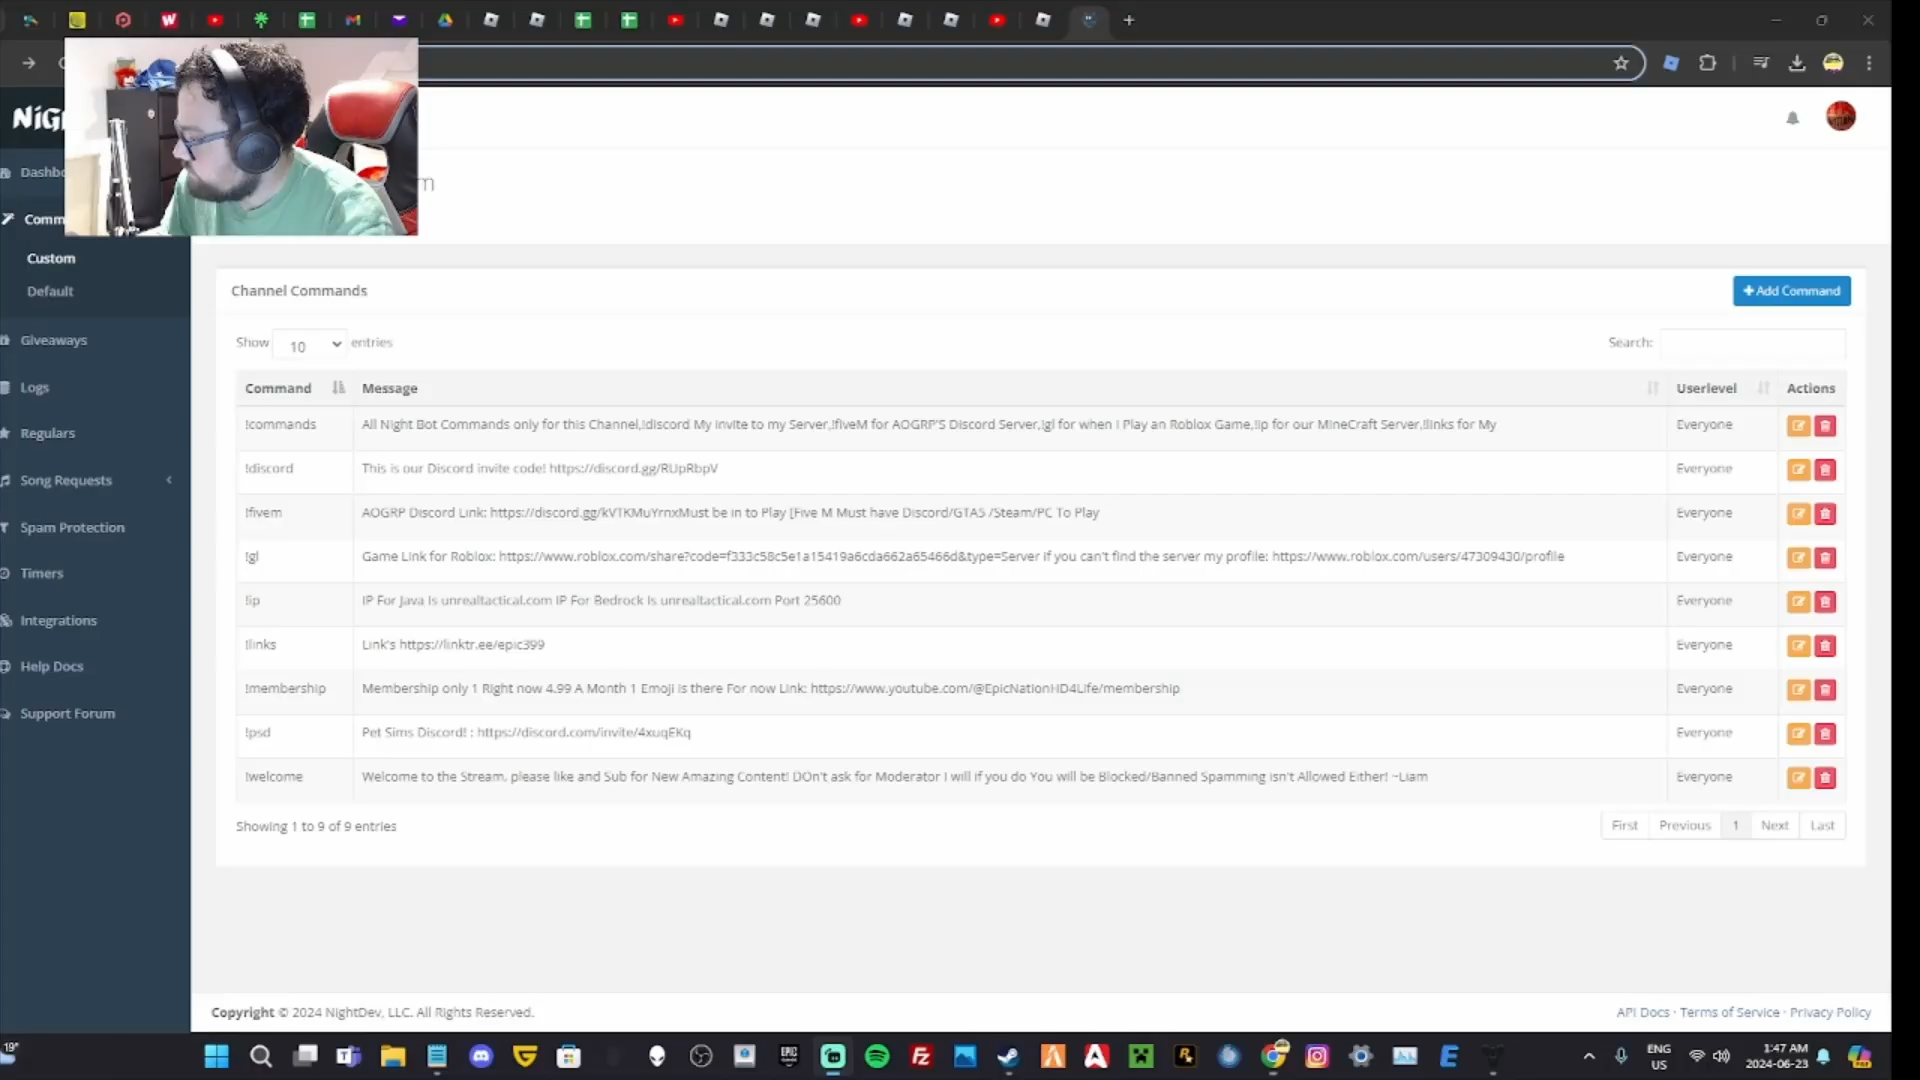 Dashbo
Comm
Custom
Default
Giveaways
Logs
Regulars
Song Requests
Spam Protection
Timers
Integrations
Help Docs
Support Forum
m
Channel Commands
+ Add Command
Show 10 entries
Search:
Command Message Userlevel Actions
!commands All Night Bot Commands only for this Channel,!discord My invite to my Server,!fiveM for AOGRP'S Discord Server,!gl for when I Play an Roblox Game,!ip for our MineCraft Server,!links for My Everyone
!discord This is our Discord invite code! https://discord.gg/RUpRbpV Everyone
!fivem AOGRP Discord Link: https://discord.gg/kVTKMuYrnxMust be in to Play [Five M Must have Discord/GTA5 /Steam/PC To Play Everyone
!gl Game Link for Roblox: https://www.roblox.com/share?code=f333c58c5e1a15419a6cda662a65466d&type=Server if you can't find the server my profile: https://www.roblox.com/users/47309430/profile Everyone
!ip IP For Java Is unrealtactical.com IP For Bedrock Is unrealtactical.com Port 25600 Everyone
!links Link's https://linktr.ee/epic399 Everyone
!membership Membership only 1 Right now 4.99 A Month 1 Emoji is there For now Link: https://www.youtube.com/@EpicNationHD4Life/membership Everyone
!psd Pet Sims Discord! : https://discord.com/invite/4xuqEKq Everyone
!welcome Welcome to the Stream, please like and Sub for New Amazing Content! DOn't ask for Moderator I will if you do You will be Blocked/Banned Spamming isn't Allowed Either! ~Liam Everyone
Showing 1 to 9 of 9 entries
First Previous 1 Next Last
Copyright © 2024 NightDev, LLC. All Rights Reserved.
API Docs · Terms of Service · Privacy Policy
19°
ENG
US
1:47 AM
2024-06-23